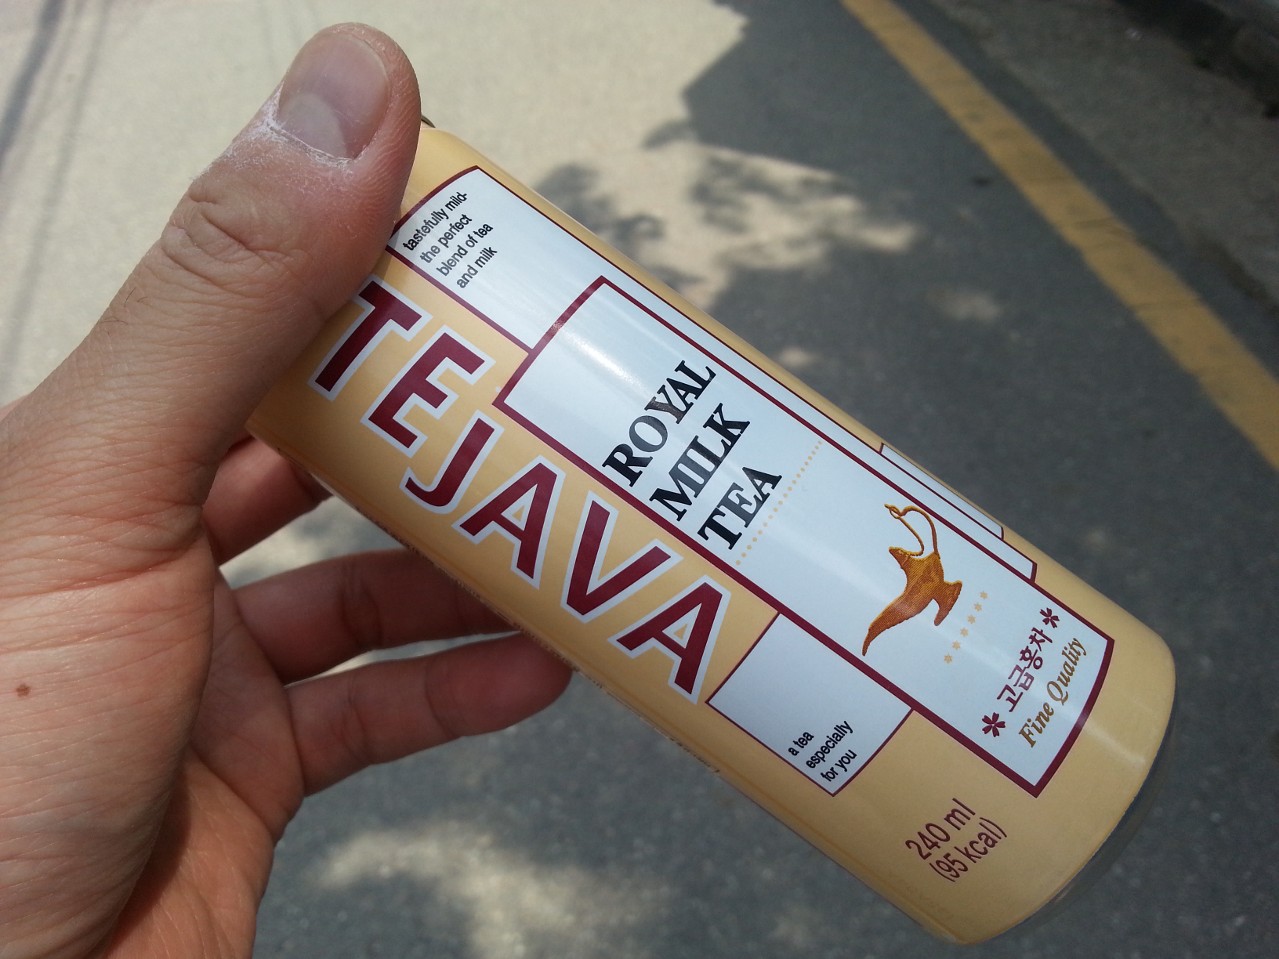 tastefully mild-
the perfect
blend of tea
and milk
TEJAVA
ROYAL
MILK
TEA
고급홍차
Fine Quality
a tea
especially
for you
240 ml
(95 kcal)